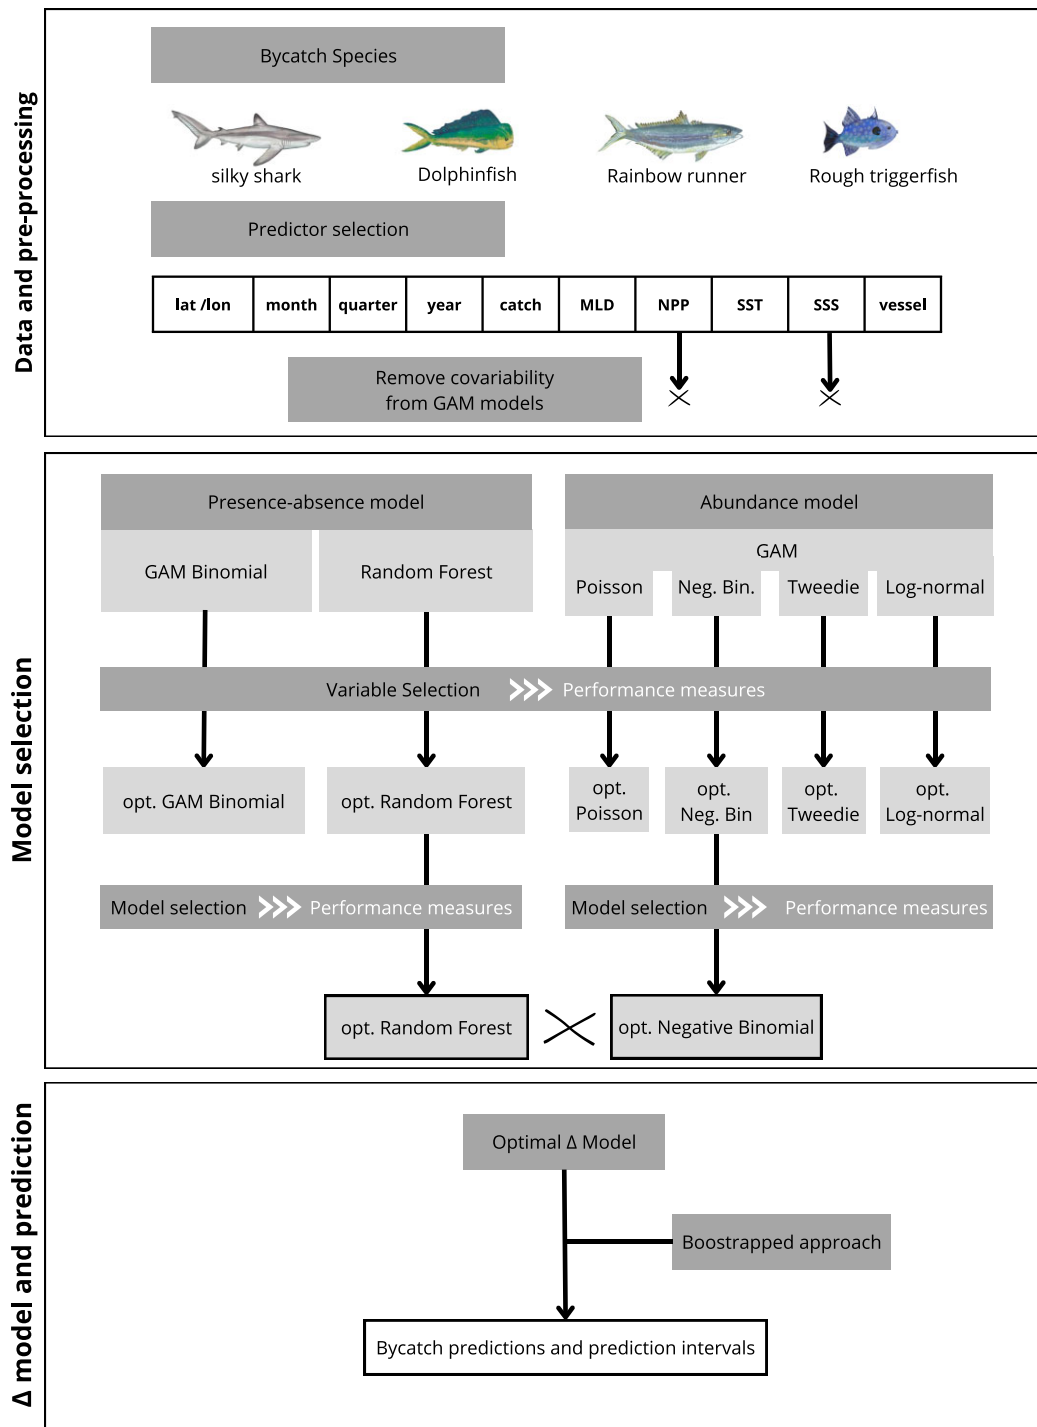 Data and pre-processing
Bycatch Species
silky shark
Dolphinfish
Rainbow runner
Rough triggerfish
Predictor selection
lat /lon month quarter year catch MLD NPP SST SSS vessel
Remove covariability
from GAM models
Model selection
Presence-absence model
Abundance model
GAM Binomial
Random Forest
GAM
Poisson
Neg. Bin.
Tweedie
Log-normal
Variable Selection Performance measures
opt. GAM Binomial
opt. Random Forest
opt.
Poisson
opt.
Neg. Bin
opt.
Tweedie
opt.
Log-normal
Model selection Performance measures
Model selection Performance measures
opt. Random Forest
opt. Negative Binomial
Δ model and prediction
Optimal Δ Model
Boostrapped approach
Bycatch predictions and prediction intervals